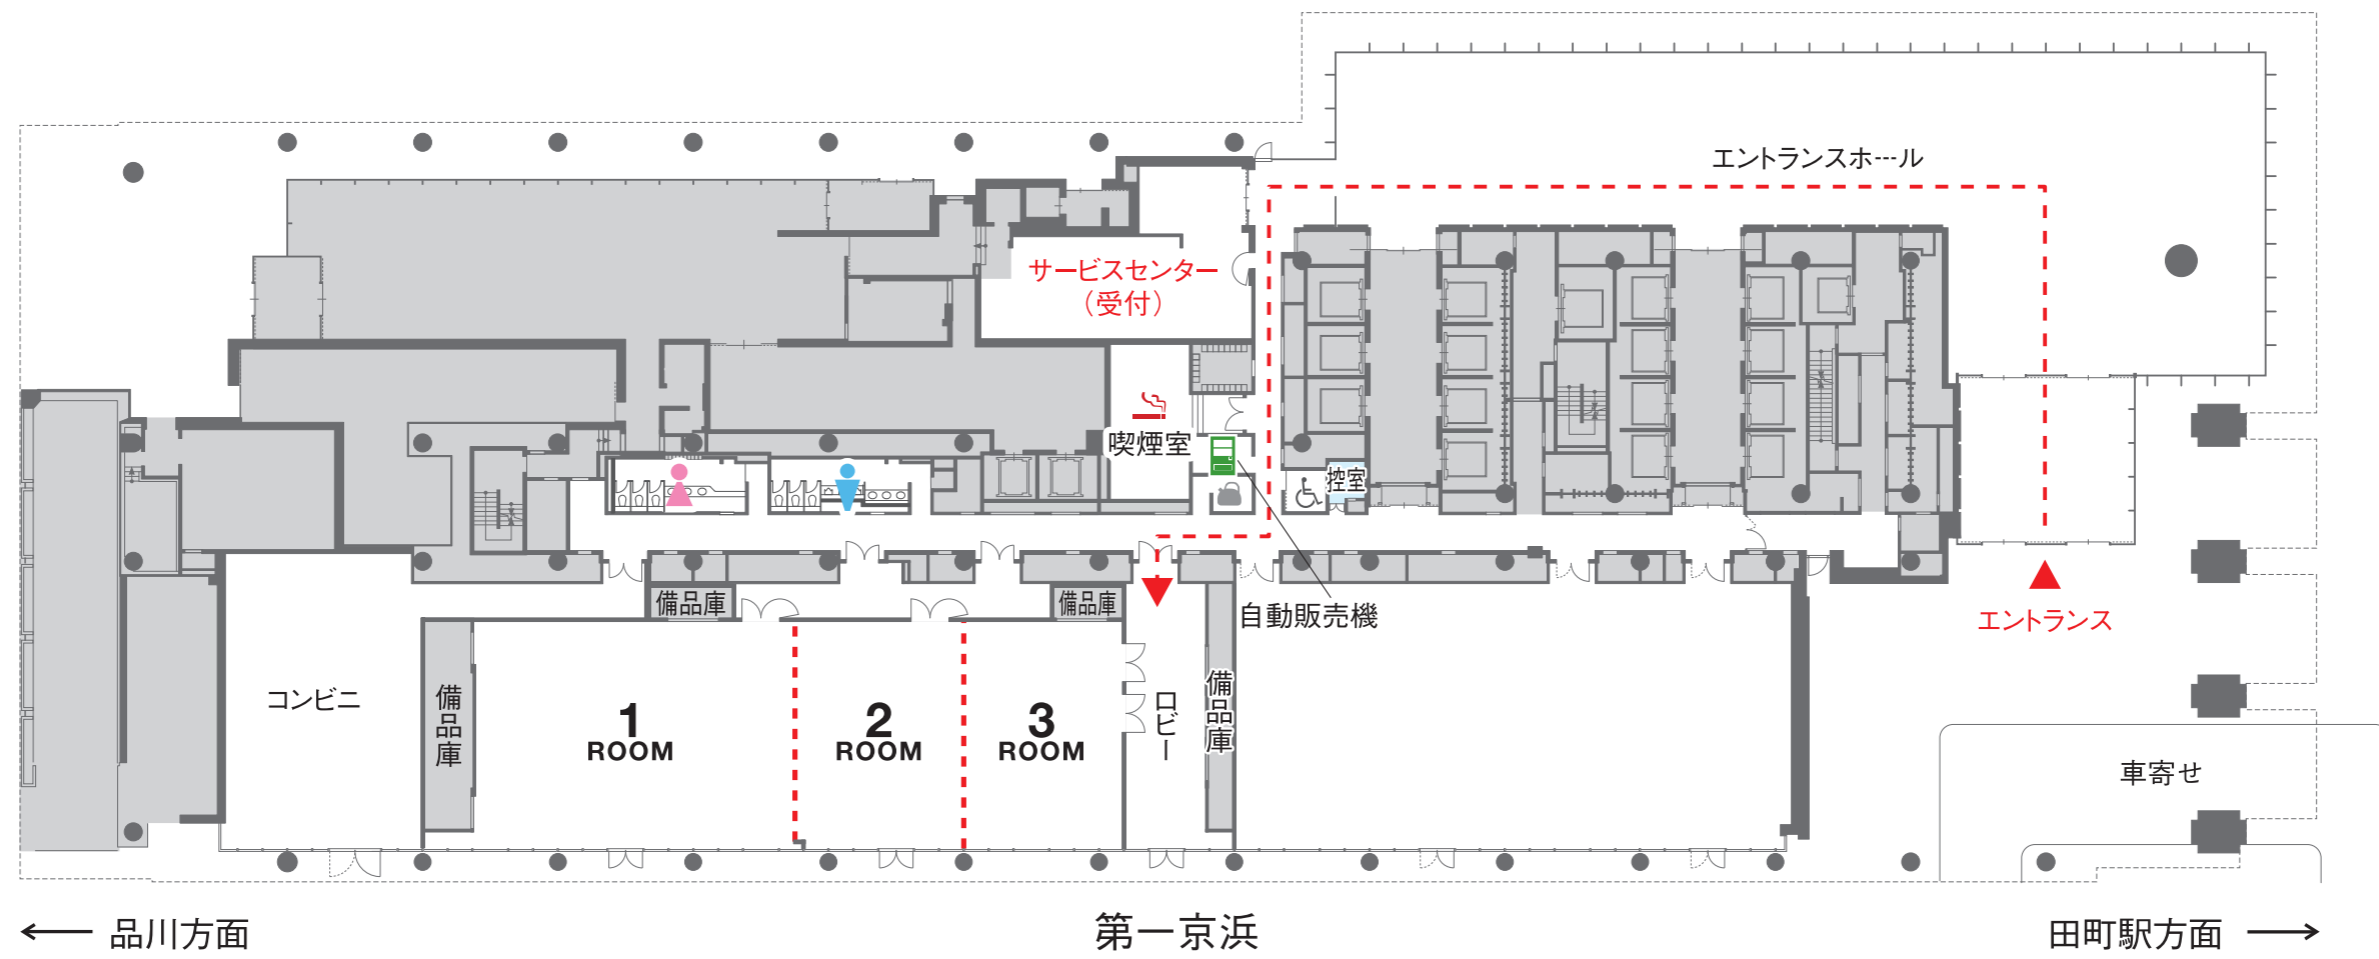 エントランスホール
サービスセンター
（受付）
喫煙室
控室
自動販売機
エントランス
備品庫
備品庫
コンビニ
備品庫
1
ROOM
2
ROOM
3
ROOM
ロビー
備品庫
車寄せ
← 品川方面
第一京浜
田町駅方面 →